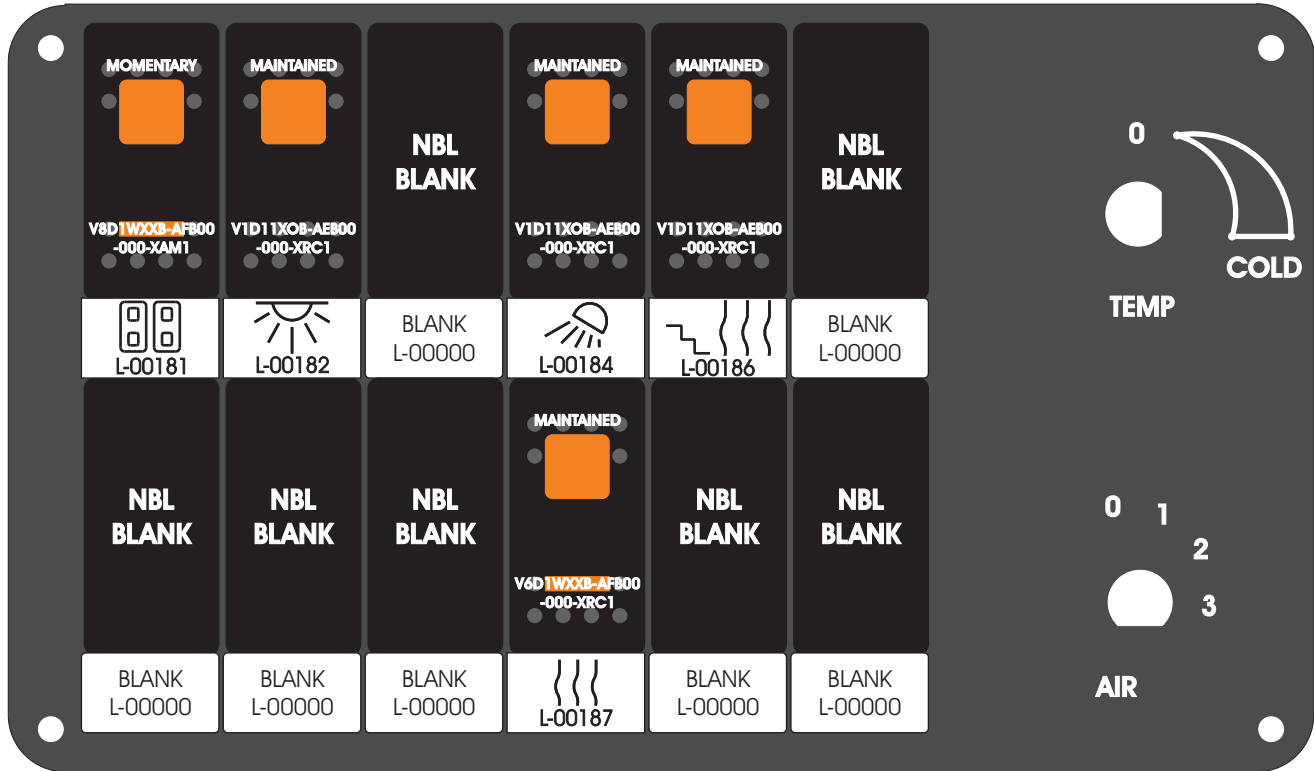 MOMENTARY
MAINTAINED
MAINTAINED
MAINTAINED
NBL
BLANK
NBL
BLANK
V8D1WXXB-AFB00
-000-XAM1
V1D11XOB-AEB00
-000-XRC1
V1D11XOB-AEB00
-000-XRC1
V1D11XOB-AEB00
-000-XRC1
L-00181
L-00182
BLANK
L-00000
L-00184
L-00186
BLANK
L-00000
0
COLD
TEMP
NBL
BLANK
NBL
BLANK
NBL
BLANK
MAINTAINED
V6D1WXXB-AFB00
-000-XRC1
NBL
BLANK
NBL
BLANK
BLANK
L-00000
BLANK
L-00000
BLANK
L-00000
L-00187
BLANK
L-00000
BLANK
L-00000
0
1
2
3
AIR